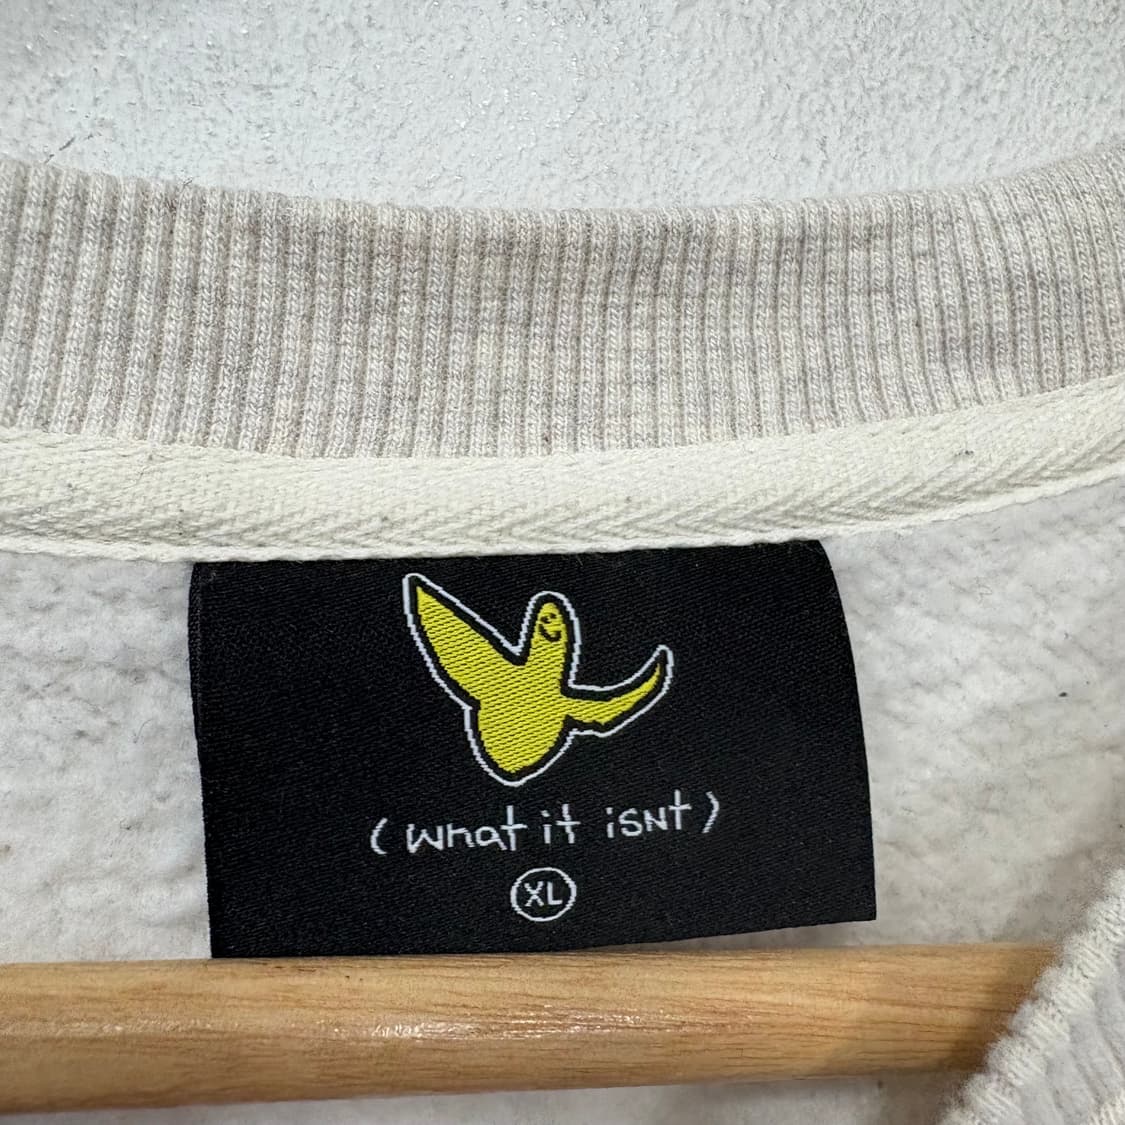 (what it isNt)
XL